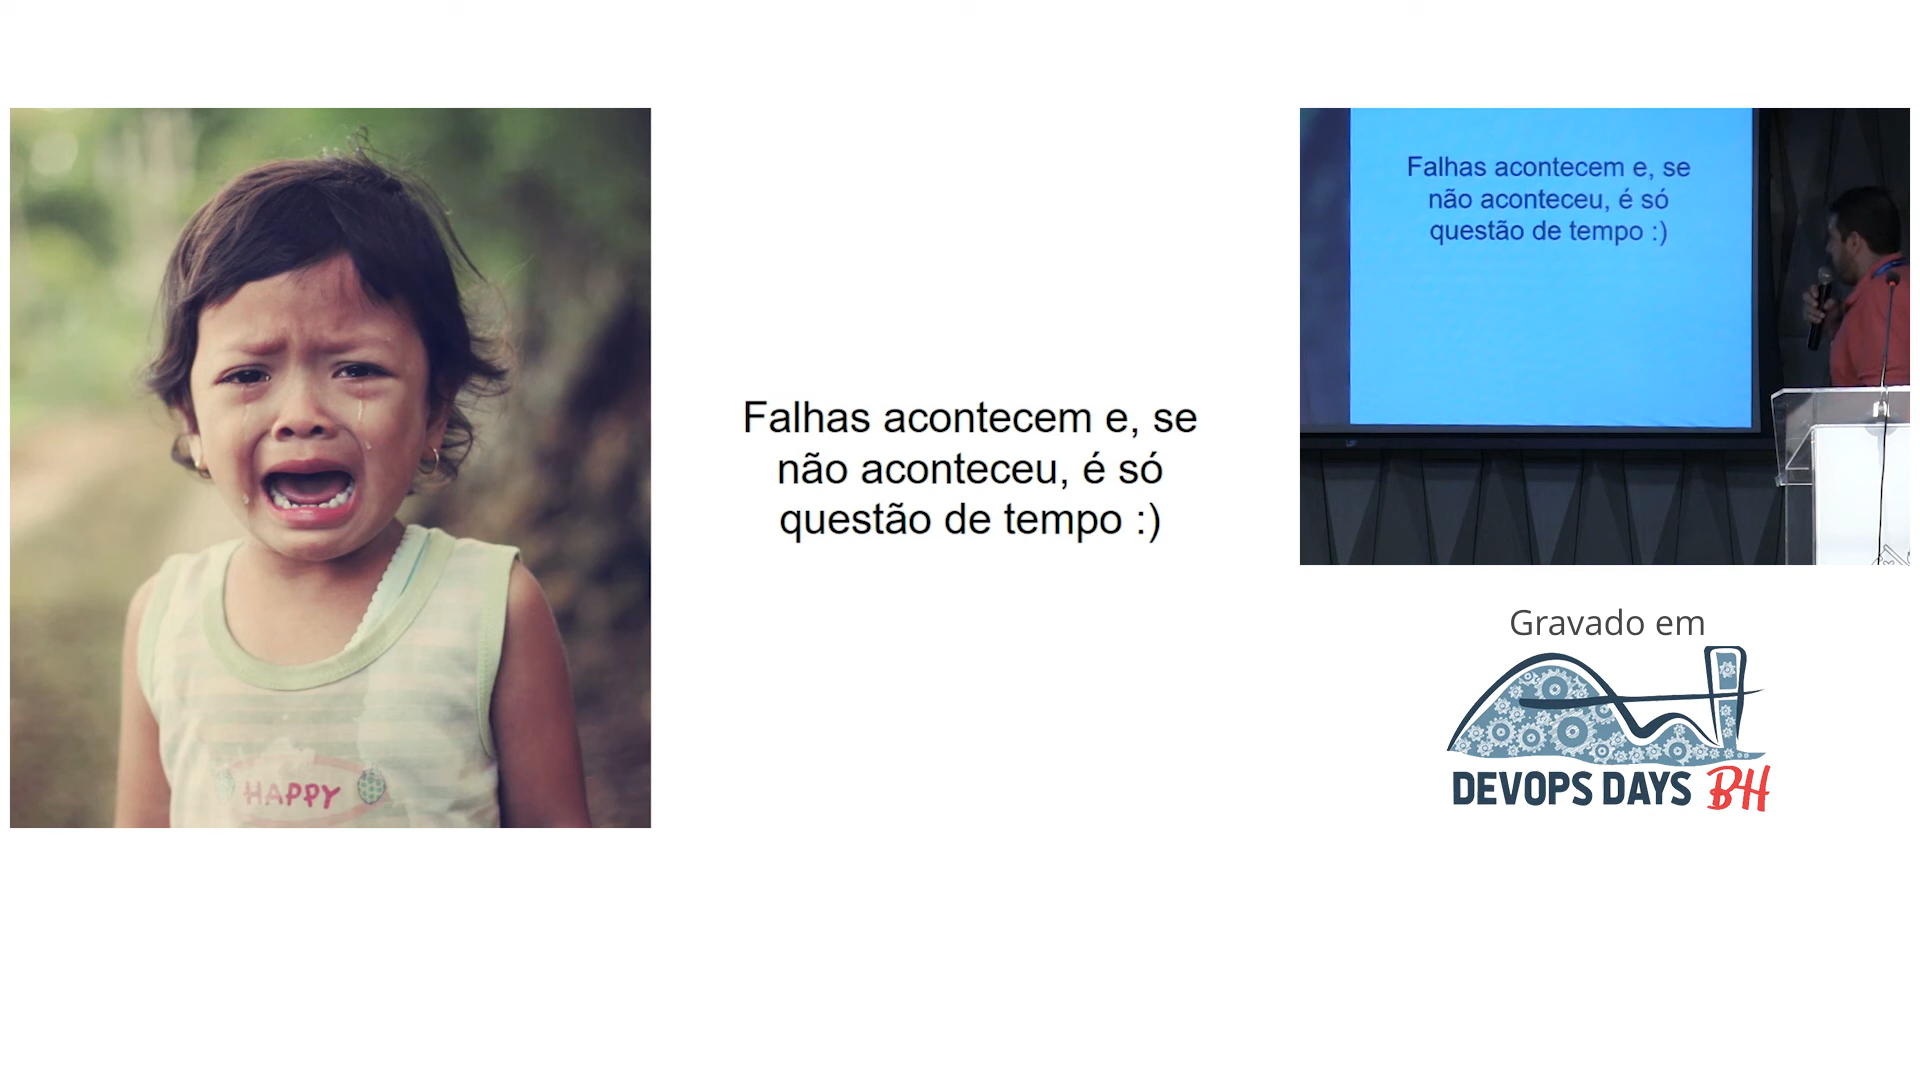 HAPPY
Falhas acontecem e, se
não aconteceu, é só
questão de tempo :)
Falhas acontecem e, se
não aconteceu, é só
questão de tempo :)
Gravado em
DEVOPS DAYS BH